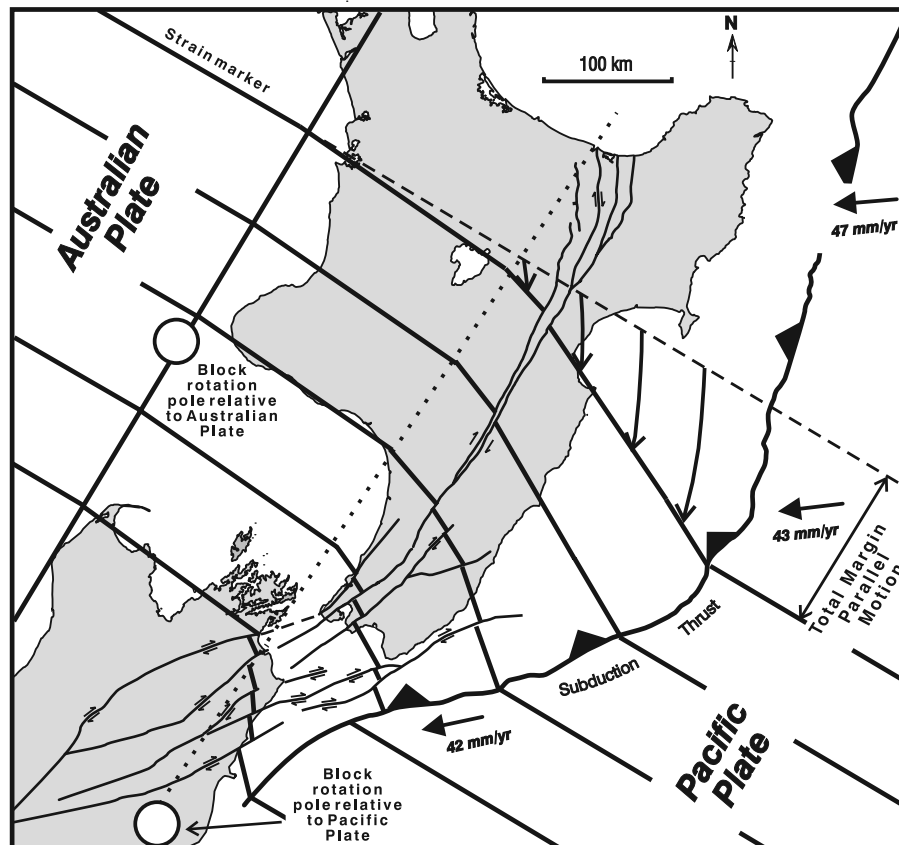 Strain marker
100 km
N
Australian
Plate
47 mm/yr
Block
rotation
pole relative
to Australian
Plate
43 mm/yr
Total Margin
Parallel
Motion
Thrust
Subduction
42 mm/yr
Pacific
Plate
Block
rotation
pole relative
to Pacific
Plate